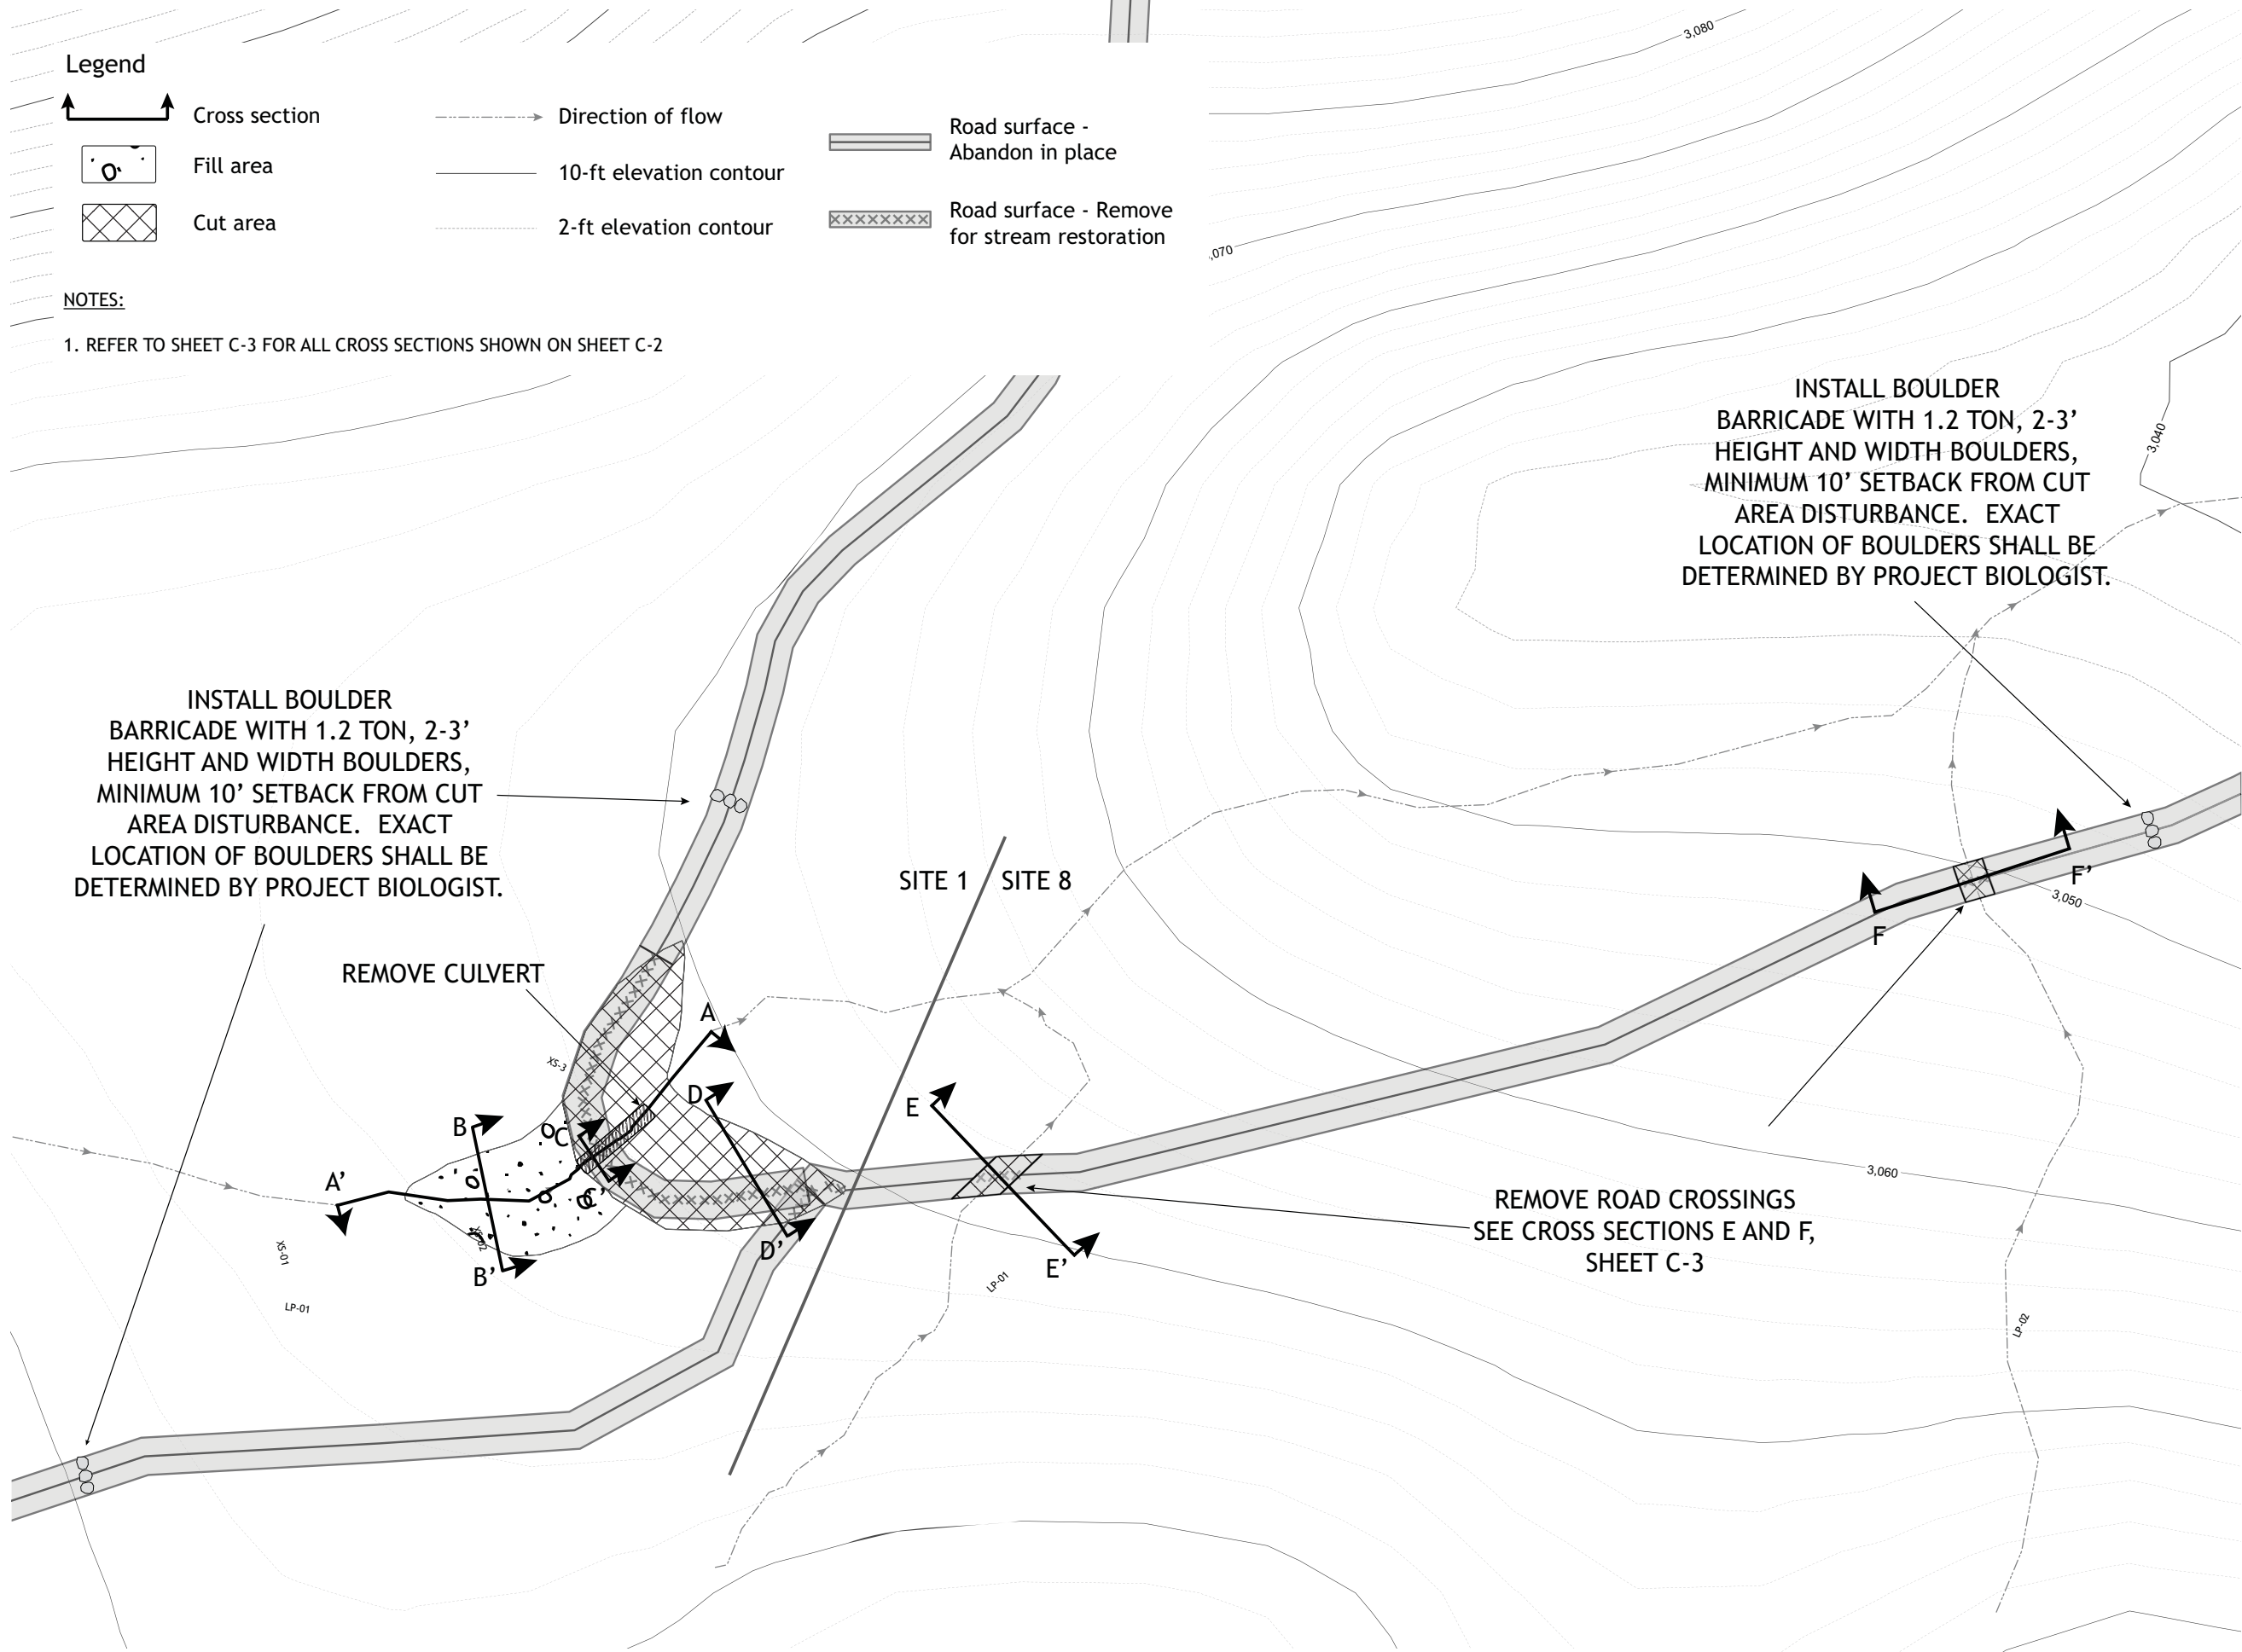 3,080
Legend
Cross section
Fill area
Cut area
Direction of flow
10-ft elevation contour
2-ft elevation contour
Road surface -
Abandon in place
Road surface - Remove
for stream restoration
,070
NOTES:
1. REFER TO SHEET C-3 FOR ALL CROSS SECTIONS SHOWN ON SHEET C-2
INSTALL BOULDER
BARRICADE WITH 1.2 TON, 2-3’
HEIGHT AND WIDTH BOULDERS,
MINIMUM 10’ SETBACK FROM CUT
AREA DISTURBANCE.  EXACT
LOCATION OF BOULDERS SHALL BE
DETERMINED BY PROJECT BIOLOGIST.
3,040
INSTALL BOULDER
BARRICADE WITH 1.2 TON, 2-3’
HEIGHT AND WIDTH BOULDERS,
MINIMUM 10’ SETBACK FROM CUT
AREA DISTURBANCE.  EXACT
LOCATION OF BOULDERS SHALL BE
DETERMINED BY PROJECT BIOLOGIST.
SITE 1
SITE 8
F’
3,050
F
REMOVE CULVERT
A
XS-3
D
E
B
C
3,060
A’
C’
REMOVE ROAD CROSSINGS
SEE CROSS SECTIONS E AND F,
SHEET C-3
D’
XS-01
E’
B’
LP-01
LP-01
LP-02